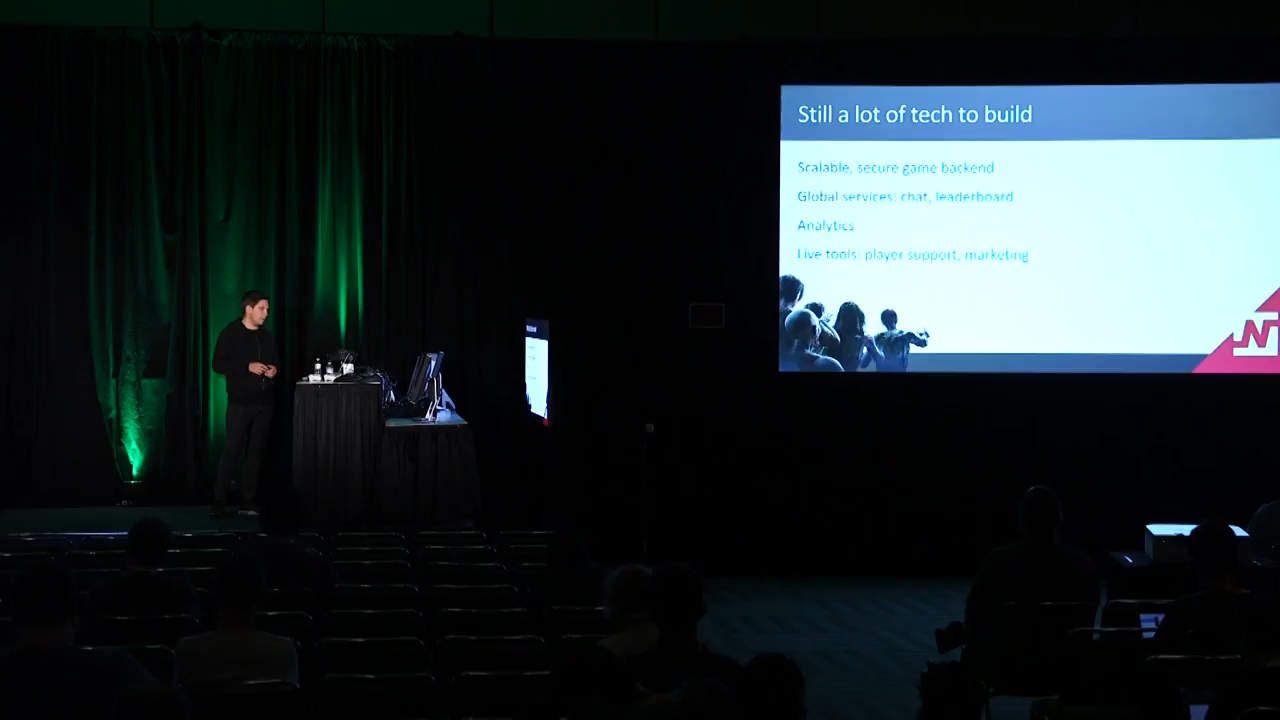 Still a lot of tech to build
Scalable, secure game backend
Global services: chat, leaderboard
Analytics
Live tools: player support, marketing
N